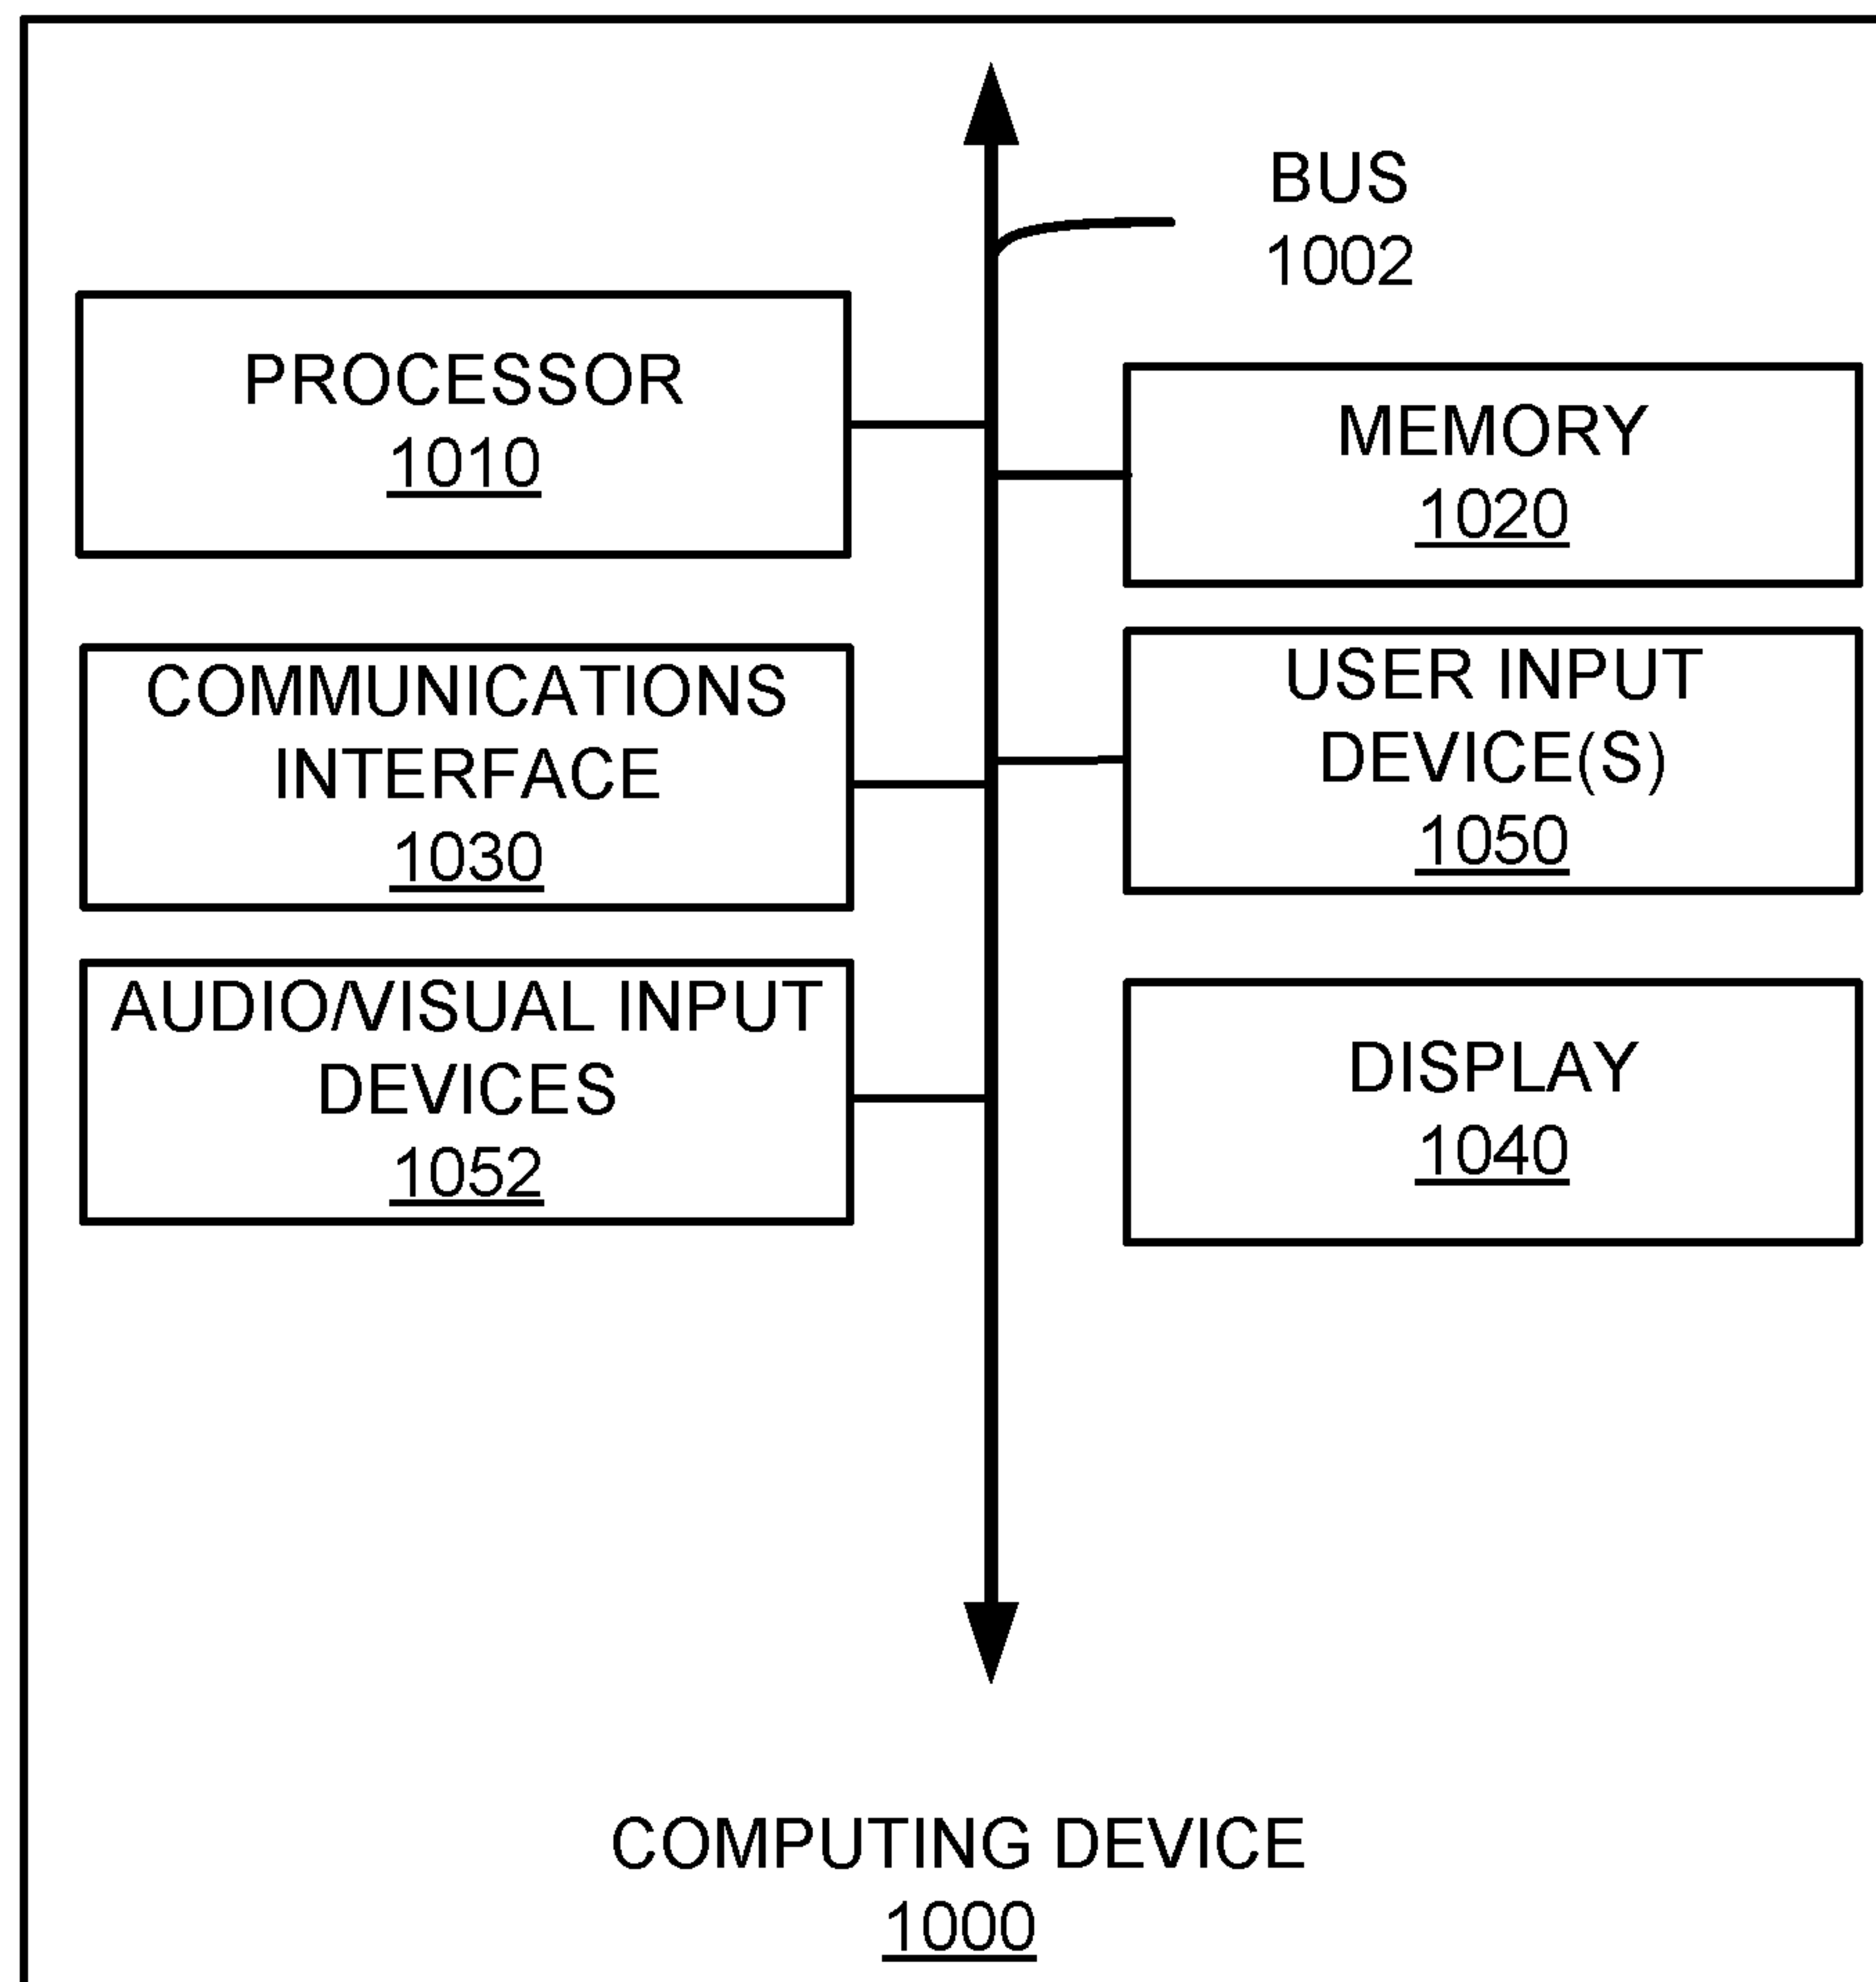 BUS
1002
PROCESSOR
1010
MEMORY
1020
COMMUNICATIONS
INTERFACE
1030
USER INPUT
DEVICE(S)
1050
AUDIO/VISUAL INPUT
DEVICES
1052
DISPLAY
1040
COMPUTING DEVICE
1000